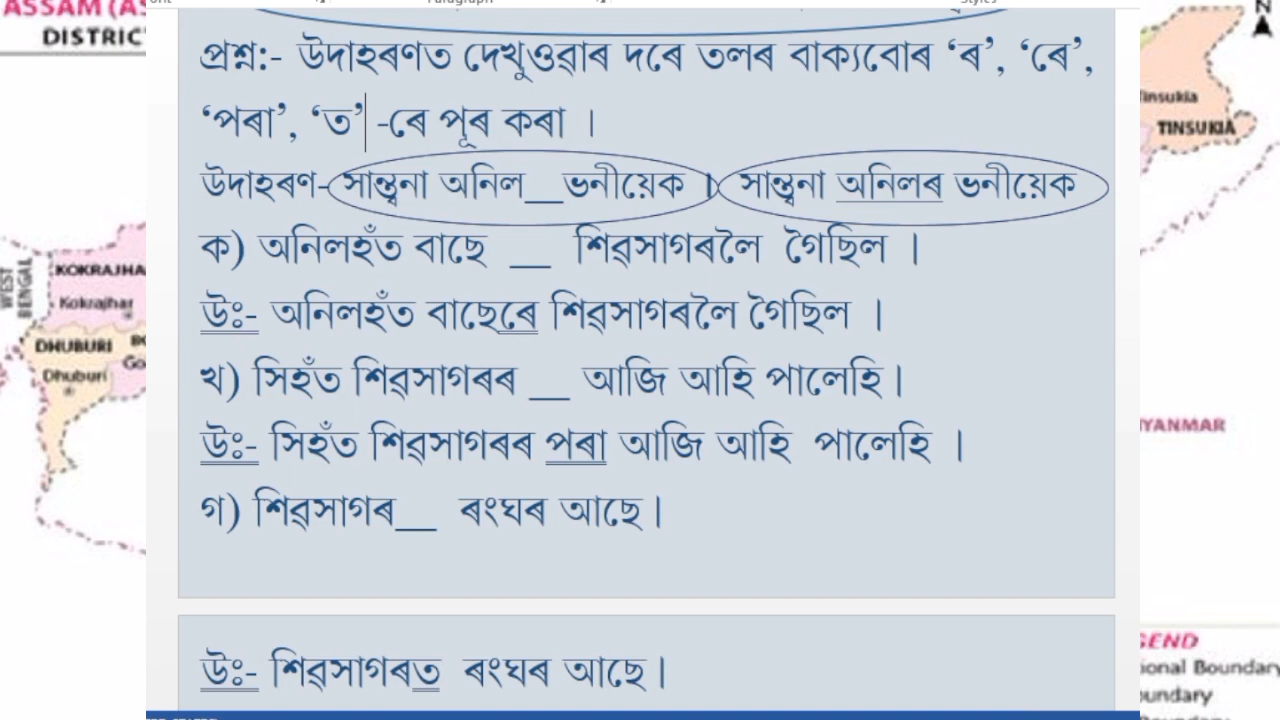 ASSAM (AS
Paragraph
Styles
N
DISTRIC
প্ৰশ্ন:- উদাহৰণত দেখুওৱাৰ দৰে তলৰ বাক্যবোৰ ‘ৰ’, ‘ৰে’,
‘পৰা’, ‘ত’ -ৰে পূৰ কৰা ।
উদাহৰণ- সান্ত্বনা অনিল__ভনীয়েক । সান্ত্বনা অনিলৰ ভনীয়েক
ক) অনিলহঁত বাছে __ শিৱসাগৰলৈ গৈছিল ।
উঃ- অনিলহঁত বাছেৰে শিৱসাগৰলৈ গৈছিল ।
খ) সিহঁত শিৱসাগৰৰ __ আজি আহি পালেহি।
উঃ- সিহঁত শিৱসাগৰৰ পৰা আজি আহি পালেহি ।
গ) শিৱসাগৰ__ ৰংঘৰ আছে।
উঃ- শিৱসাগৰত ৰংঘৰ আছে।
WEST
BENGAL
KOKRAJHA
Kokrajhar
DHUBURI
Go
Dhuburi
Tinsukia
TINSUKIA
YANMAR
GEND
ional Boundary
oundary